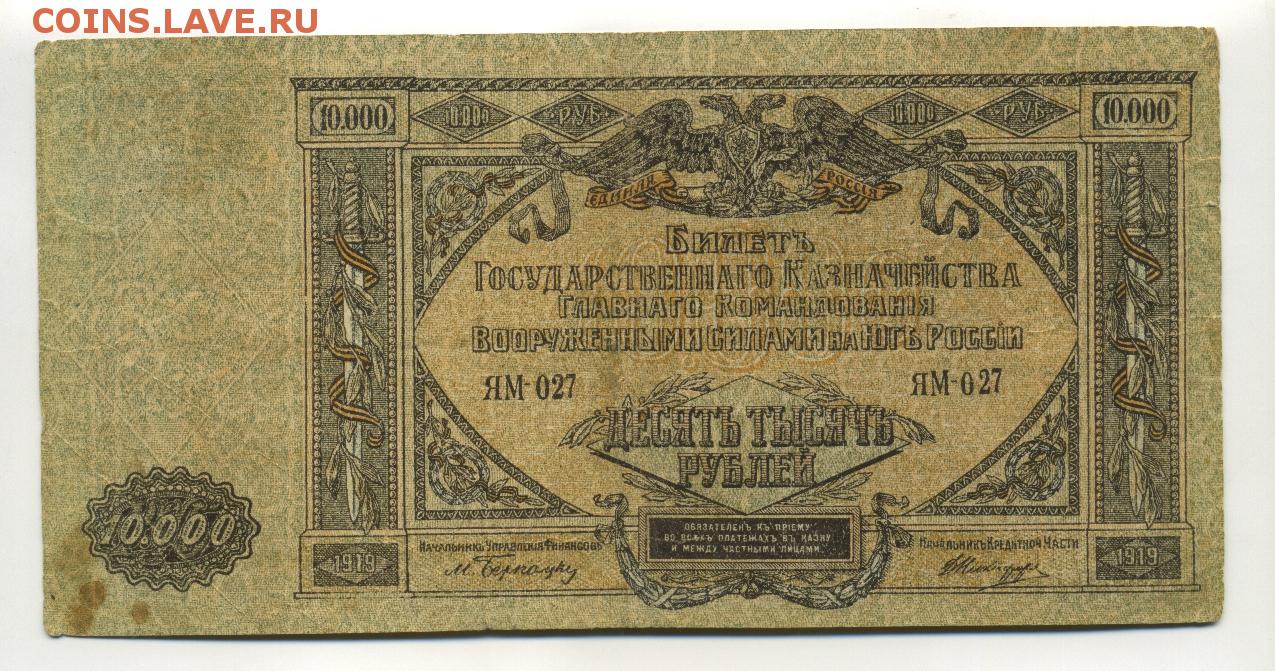 COINS.LAVE.RU
10.000 10.000 РУБ 10.000 РУБ 10.000
ЕДИНАЯ РОССІЯ
БИЛЕТЪ
ГОСУДАРСТВЕННАГО КАЗНАЧЕЙСТВА
ГЛАВНАГО КОМАНДОВАНІЯ
ВООРУЖЕННЫМИ СИЛАМИ НА ЮГѢ РОССІИ
ЯМ-027 ЯМ-027
ДЕСЯТЬ ТЫСЯЧЪ
РУБЛЕЙ
10.000
ОБЯЗАТЕЛЕНЪ КЪ ПРІЕМУ
ВО ВСѢХЪ ПЛАТЕЖАХЪ ВЪ КАЗНУ
И МЕЖДУ ЧАСТНЫМИ ЛИЦАМИ.
НАЧАЛЬНИКЪ УПРАВЛЕНІЯ ФИНАНСОВЪ НАЧАЛЬНИКЪ КРЕДИТНОЙ ЧАСТИ
1919 М. Бернацкій 1919